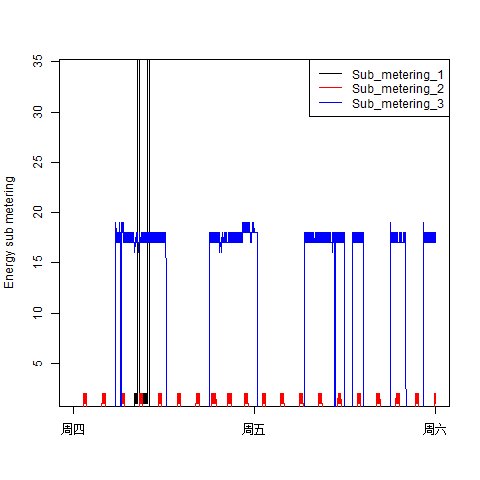 Sub_metering_1
Sub_metering_2
Sub_metering_3
Energy sub metering
35
30
25
20
15
10
5
周四 周五 周六